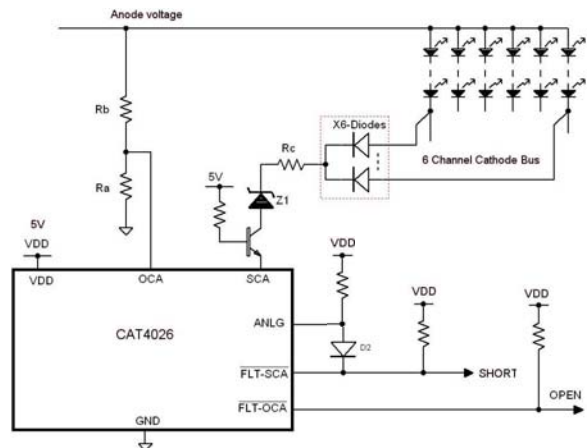 Anode voltage
Rb
X6-Diodes
Rc
6 Channel Cathode Bus
5V
Ra
Z1
5V
VDD
VDD
VDD
OCA
SCA
VDD
VDD
ANLG
CAT4026
D2
FLT-SCA
SHORT
FLT-OCA
OPEN
GND